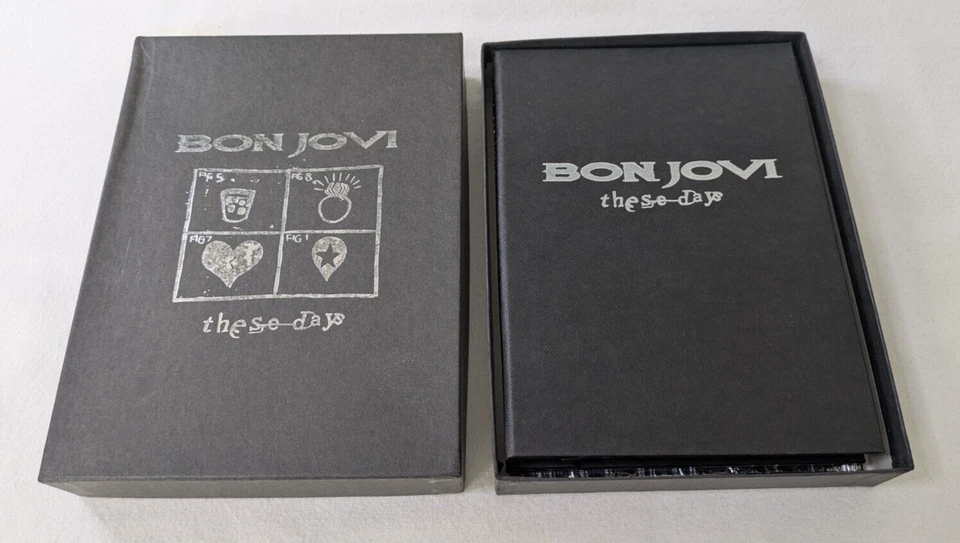 BON JOVI
FIG 5
FIG 8
FIG 7
FIG 1
these days
BON JOVI
these days